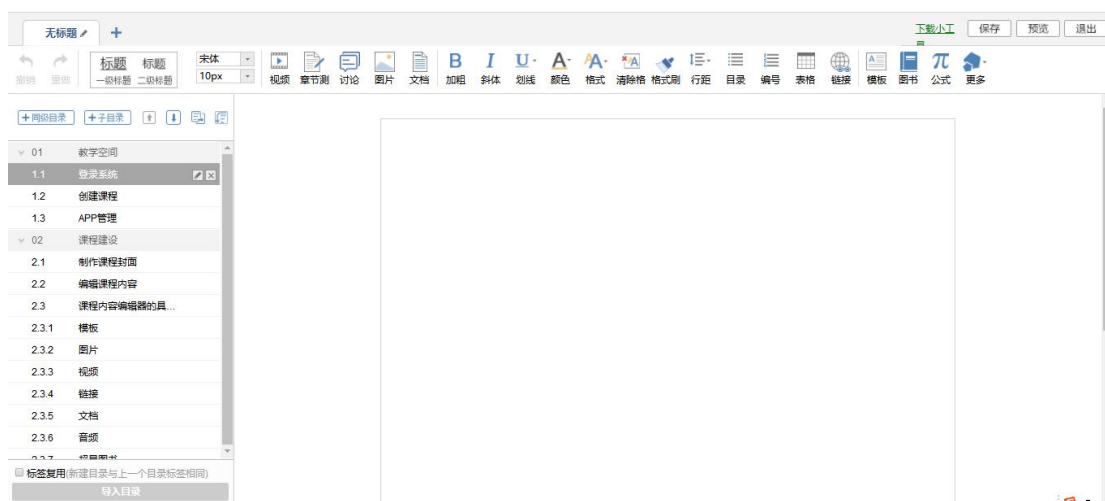 无标题 +
下载小工具 保存 预览 退出
撤销 重做 标题 一级标题 标题 二级标题 宋体 10px 视频 章节测 讨论 图片 文档 B 加粗 I 斜体 U 划线 A 颜色 A 格式 清除格 格式刷 行距 目录 编号 表格 链接 模板 图书 π 公式 更多
+同级目录 +子目录
01 教学空间
1.1 登录系统
1.2 创建课程
1.3 APP管理
02 课程建设
2.1 制作课程封面
2.2 编辑课程内容
2.3 课程内容编辑器的具...
2.3.1 模板
2.3.2 图片
2.3.3 视频
2.3.4 链接
2.3.5 文档
2.3.6 音频
2.3.7 超星图书
标签复用(新建目录与上一个目录标签相同)
导入目录